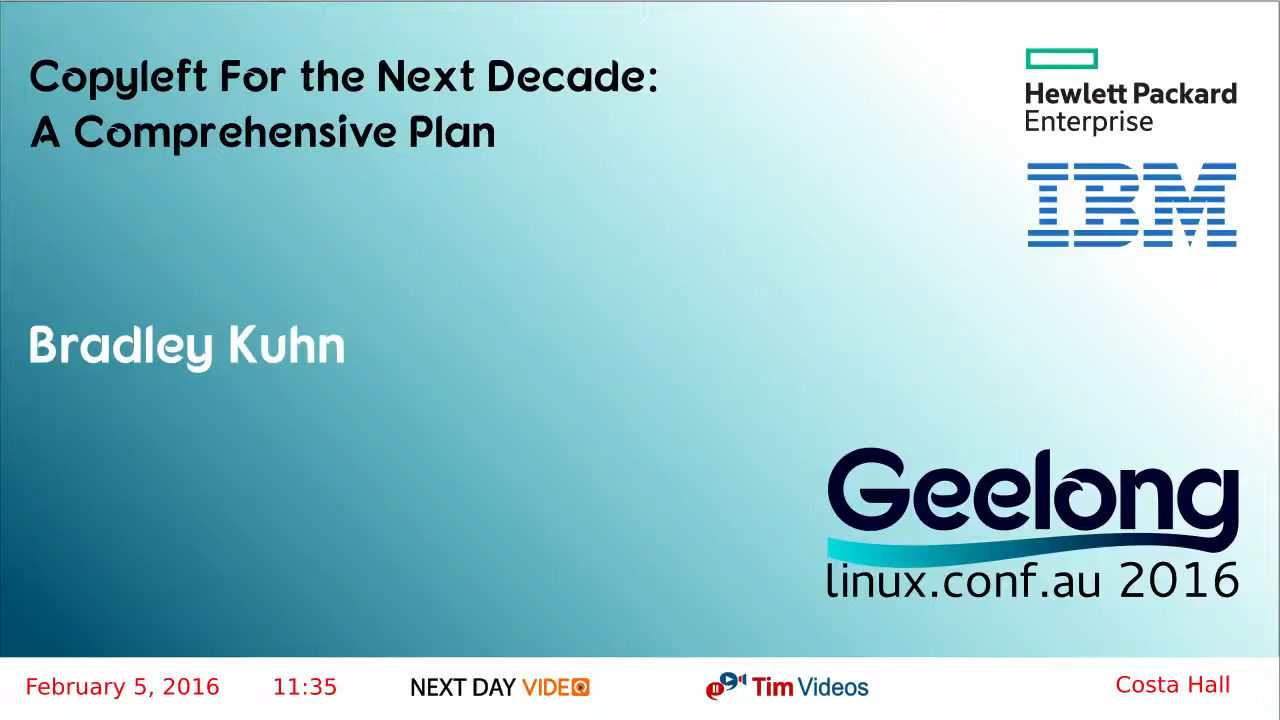 Copyleft For the Next Decade:
A Comprehensive Plan
Hewlett Packard
Enterprise
IBM
Bradley Kuhn
Geelong
linux.conf.au 2016
February 5, 2016 11:35 NEXT DAY VIDEO Tim Videos Costa Hall